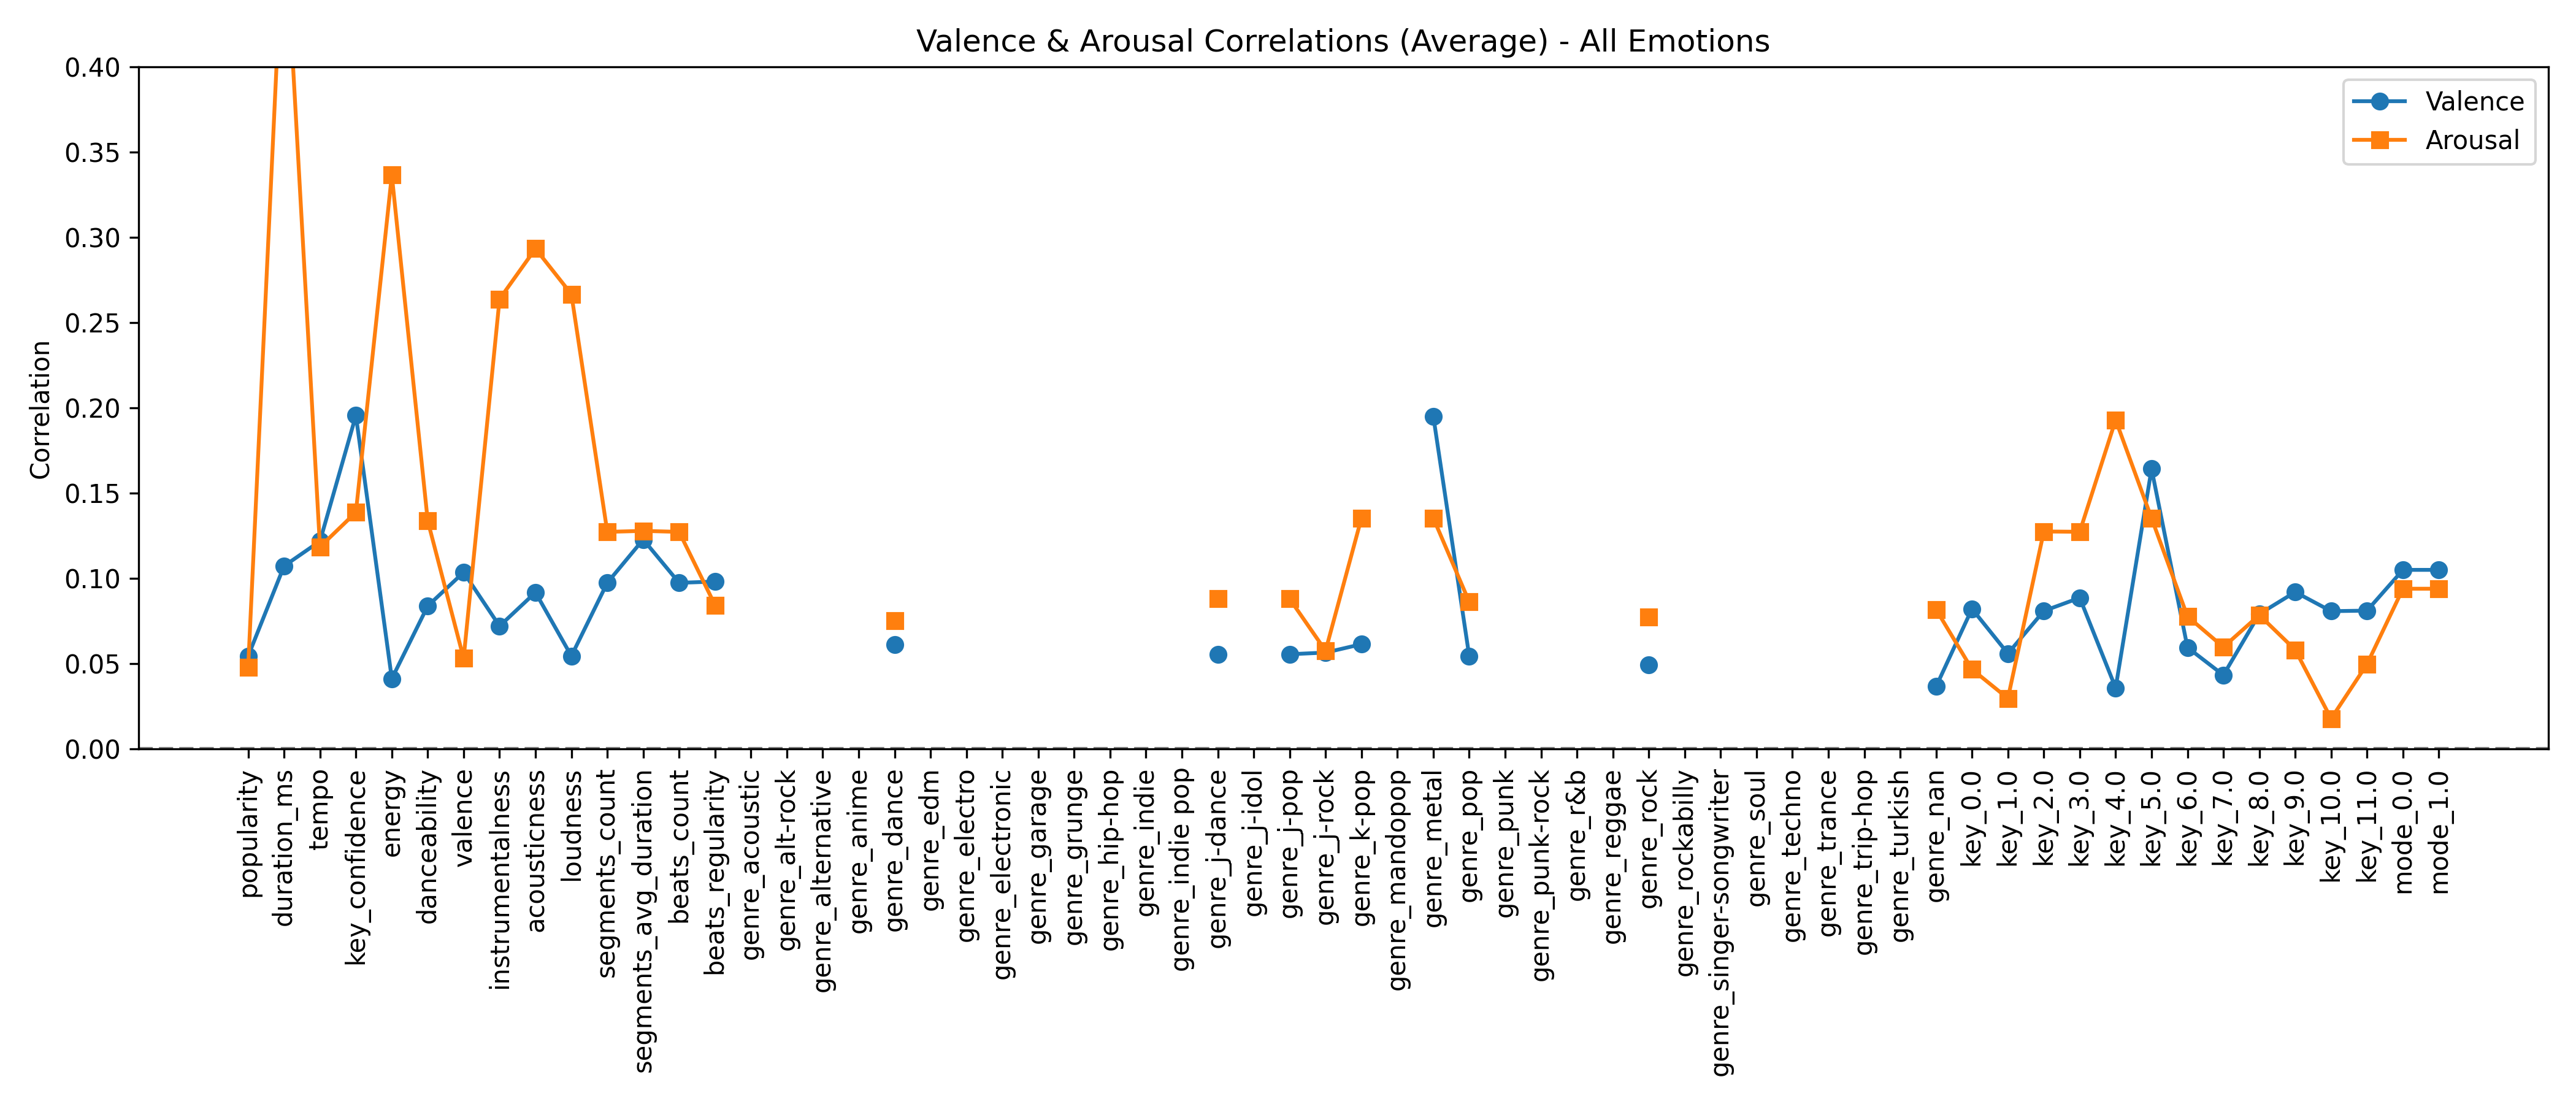 Valence & Arousal Correlations (Average) - All Emotions
0.40
0.35
0.30
0.25
0.20
0.15
0.10
0.05
0.00
Correlation
Valence
Arousal
popularity
duration_ms
tempo
key_confidence
energy
danceability
valence
instrumentalness
acousticness
loudness
segments_count
segments_avg_duration
beats_count
beats_regularity
genre_acoustic
genre_alt-rock
genre_alternative
genre_anime
genre_dance
genre_edm
genre_electro
genre_electronic
genre_garage
genre_grunge
genre_hip-hop
genre_indie
genre_indie pop
genre_j-dance
genre_j-idol
genre_j-pop
genre_j-rock
genre_k-pop
genre_mandopop
genre_metal
genre_pop
genre_punk
genre_punk-rock
genre_r&b
genre_reggae
genre_rock
genre_rockabilly
genre_singer-songwriter
genre_soul
genre_techno
genre_trance
genre_trip-hop
genre_turkish
genre_nan
key_0.0
key_1.0
key_2.0
key_3.0
key_4.0
key_5.0
key_6.0
key_7.0
key_8.0
key_9.0
key_10.0
key_11.0
mode_0.0
mode_1.0